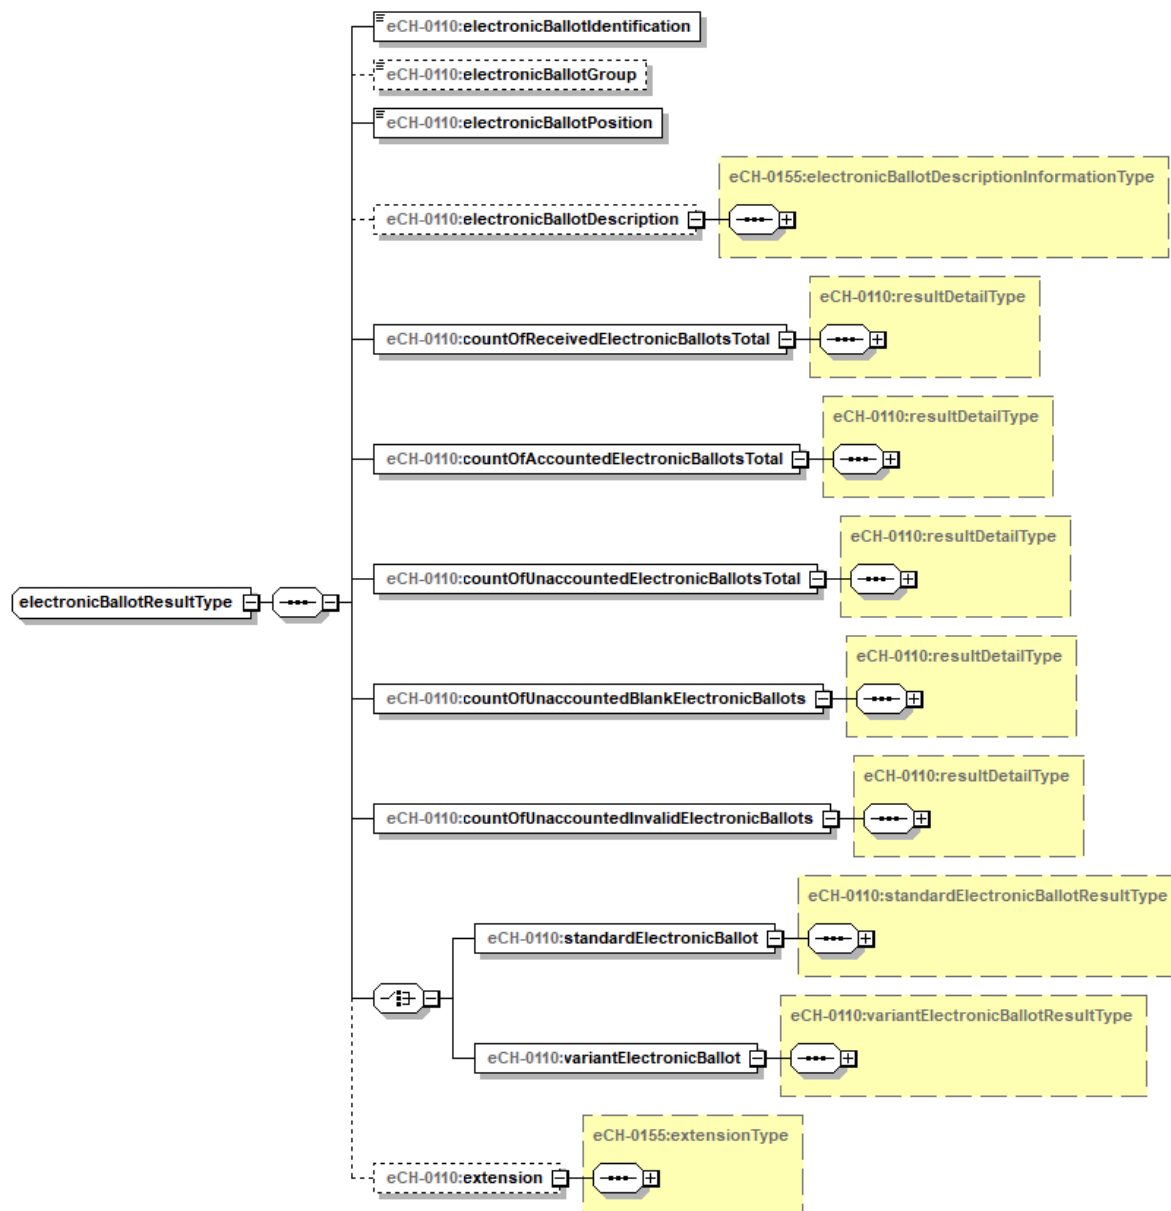 eCH-0110:electronicBallotIdentification
eCH-0110:electronicBallotGroup
eCH-0110:electronicBallotPosition
eCH-0155:electronicBallotDescriptionInformationType
eCH-0110:electronicBallotDescription
eCH-0110:resultDetailType
eCH-0110:countOfReceivedElectronicBallotsTotal
eCH-0110:resultDetailType
eCH-0110:countOfAccountedElectronicBallotsTotal
eCH-0110:resultDetailType
eCH-0110:countOfUnaccountedElectronicBallotsTotal
electronicBallotResultType
eCH-0110:resultDetailType
eCH-0110:countOfUnaccountedBlankElectronicBallots
eCH-0110:resultDetailType
eCH-0110:countOfUnaccountedInvalidElectronicBallots
eCH-0110:standardElectronicBallotResultType
eCH-0110:standardElectronicBallot
eCH-0110:variantElectronicBallotResultType
eCH-0110:variantElectronicBallot
eCH-0155:extensionType
eCH-0110:extension